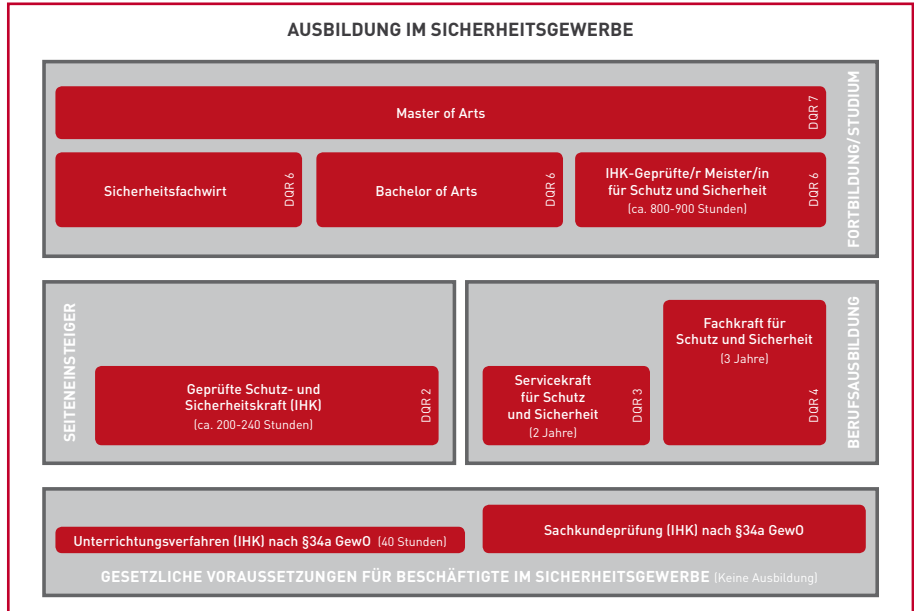 AUSBILDUNG IM SICHERHEITSGEWERBE
Master of Arts
DQR 7
Sicherheitsfachwirt
DQR 6
Bachelor of Arts
DQR 6
IHK-Geprüfte/r Meister/in
für Schutz und Sicherheit
(ca. 800-900 Stunden)
DQR 6
FORTBILDUNG/STUDIUM
SEITENEINSTEIGER
Geprüfte Schutz- und
Sicherheitskraft (IHK)
(ca. 200-240 Stunden)
DQR 2
Servicekraft
für Schutz
und Sicherheit
(2 Jahre)
DQR 3
Fachkraft für
Schutz und Sicherheit
(3 Jahre)
DQR 4
BERUFSAUSBILDUNG
Unterrichtungsverfahren (IHK) nach §34a GewO (40 Stunden)
Sachkundeprüfung (IHK) nach §34a GewO
GESETZLICHE VORAUSSETZUNGEN FÜR BESCHÄFTIGTE IM SICHERHEITSGEWERBE (Keine Ausbildung)